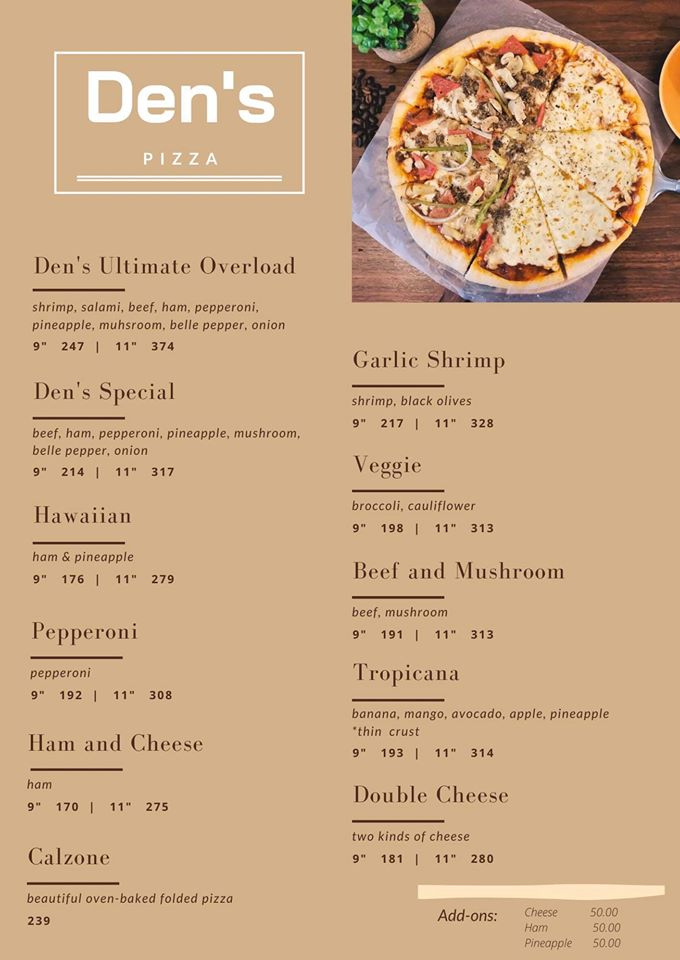 Den's
PIZZA
Den's Ultimate Overload
shrimp, salami, beef, ham, pepperoni,
pineapple, muhsroom, belle pepper, onion
9" 247 | 11" 374
Den's Special
beef, ham, pepperoni, pineapple, mushroom,
belle pepper, onion
9" 214 | 11" 317
Hawaiian
ham & pineapple
9" 176 | 11" 279
Pepperoni
pepperoni
9" 192 | 11" 308
Ham and Cheese
ham
9" 170 | 11" 275
Calzone
beautiful oven-baked folded pizza
239
Garlic Shrimp
shrimp, black olives
9" 217 | 11" 328
Veggie
broccoli, cauliflower
9" 198 | 11" 313
Beef and Mushroom
beef, mushroom
9" 191 | 11" 313
Tropicana
banana, mango, avocado, apple, pineapple
*thin crust
9" 193 | 11" 314
Double Cheese
two kinds of cheese
9" 181 | 11" 280
Add-ons: Cheese 50.00
Ham 50.00
Pineapple 50.00